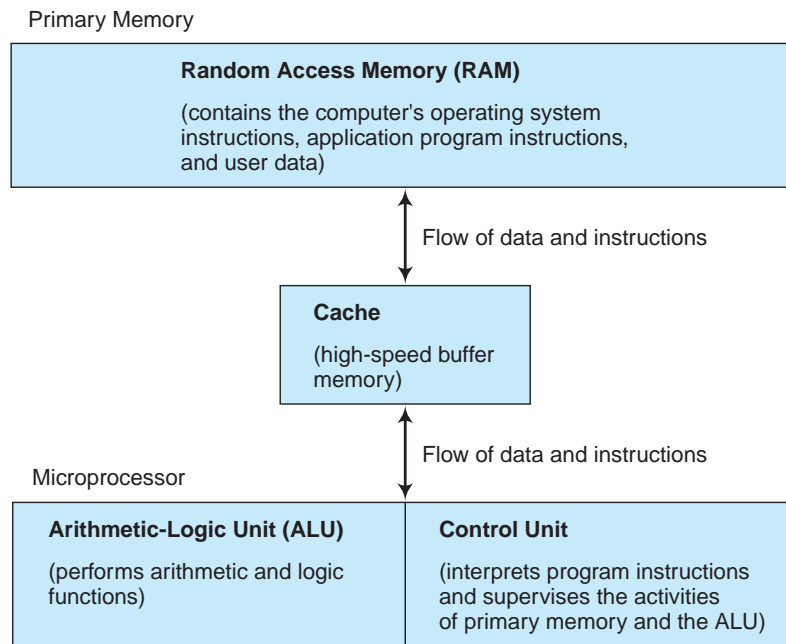 Primary Memory
Random Access Memory (RAM)
(contains the computer's operating system
instructions, application program instructions,
and user data)
Flow of data and instructions
Cache
(high-speed buffer
memory)
Flow of data and instructions
Microprocessor
Arithmetic-Logic Unit (ALU)
(performs arithmetic and logic
functions)
Control Unit
(interprets program instructions
and supervises the activities
of primary memory and the ALU)